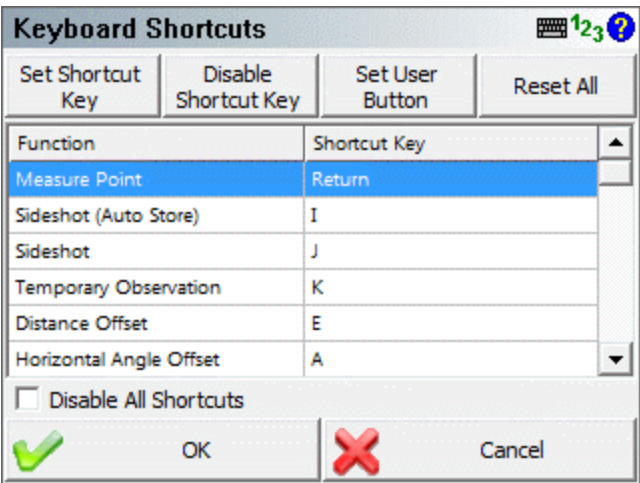 Keyboard Shortcuts 123 ?
Set Shortcut Key
Disable Shortcut Key
Set User Button
Reset All
Function Shortcut Key
Measure Point Return
Sideshot (Auto Store) I
Sideshot J
Temporary Observation K
Distance Offset E
Horizontal Angle Offset A
Disable All Shortcuts
OK Cancel